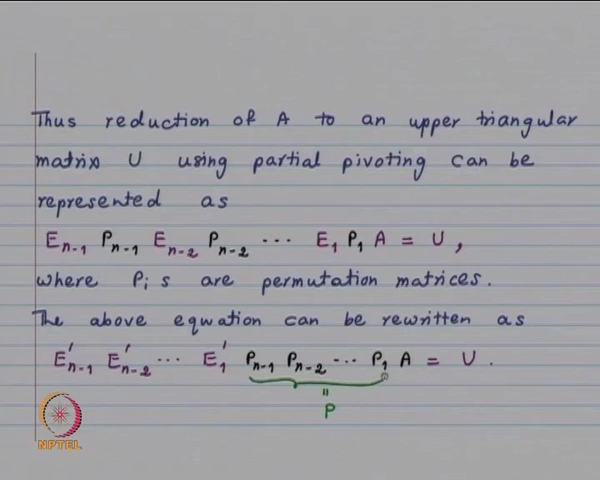 Thus reduction of A to an upper triangular
matrix U using partial pivoting can be
represented as
E_{n-1} P_{n-1} E_{n-2} P_{n-2} ··· E_1 P_1 A = U,
where P_i s are permutation matrices.
The above equation can be rewritten as
E'_{n-1} E'_{n-2} ··· E'_1 P_{n-1} P_{n-2} ··· P_1 A = U.
"
P
NPTEL